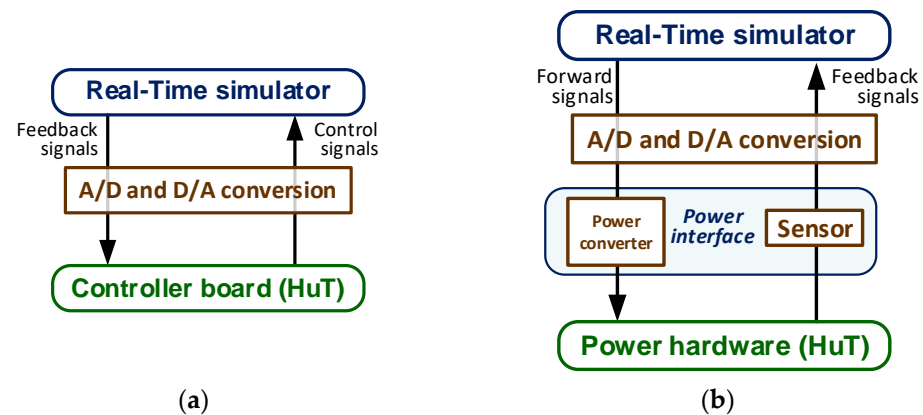 Real-Time simulator
Feedback
signals
Control
signals
A/D and D/A conversion
Controller board (HuT)
(a)
Real-Time simulator
Forward
signals
Feedback
signals
A/D and D/A conversion
Power
converter
Power
interface
Sensor
Power hardware (HuT)
(b)